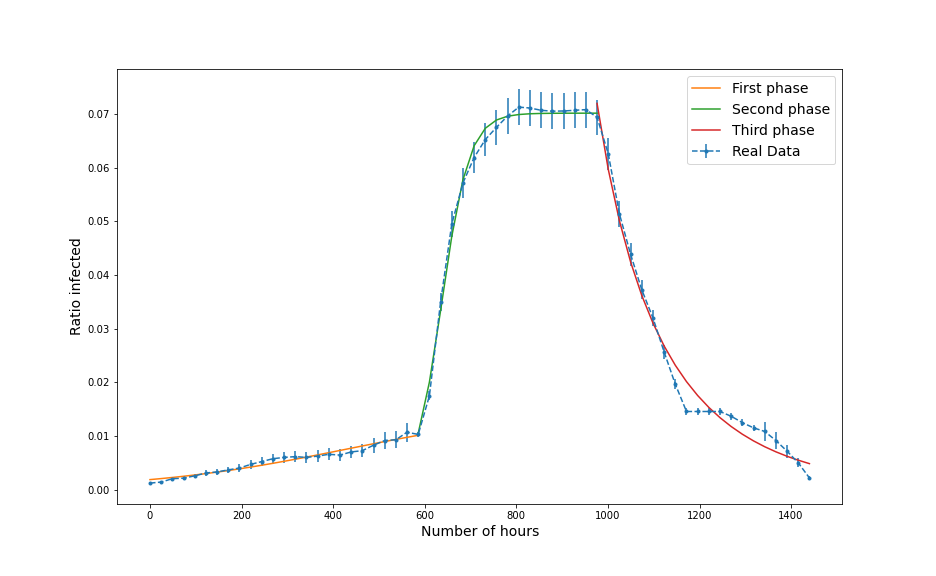 First phase
Second phase
Third phase
Real Data
Ratio infected
0.07
0.06
0.05
0.04
0.03
0.02
0.01
0.00
0 200 400 600 800 1000 1200 1400
Number of hours